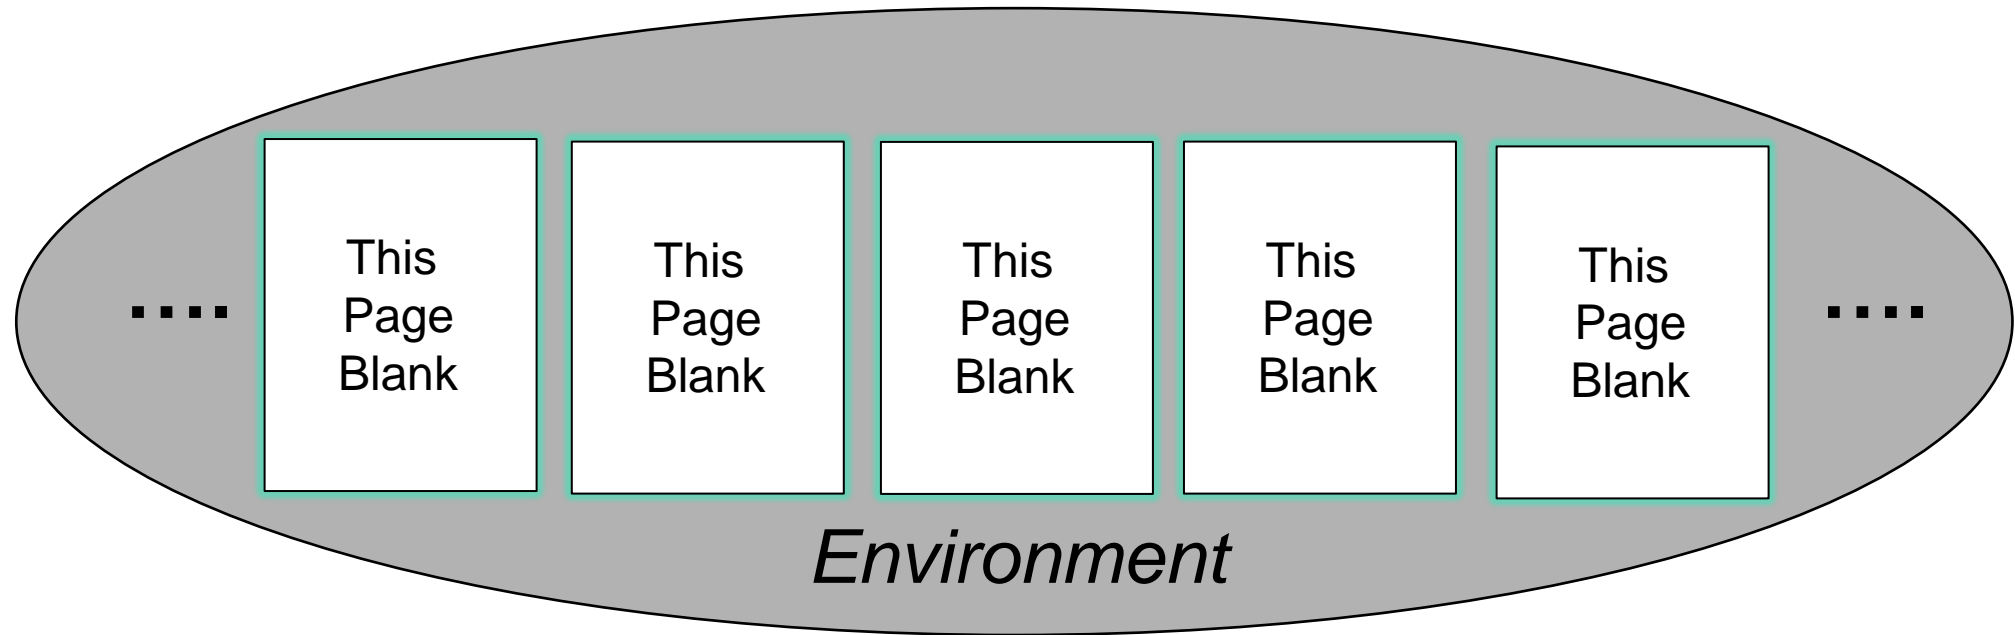 This
Page
Blank
This
Page
Blank
This
Page
Blank
This
Page
Blank
This
Page
Blank
....
....
Environment